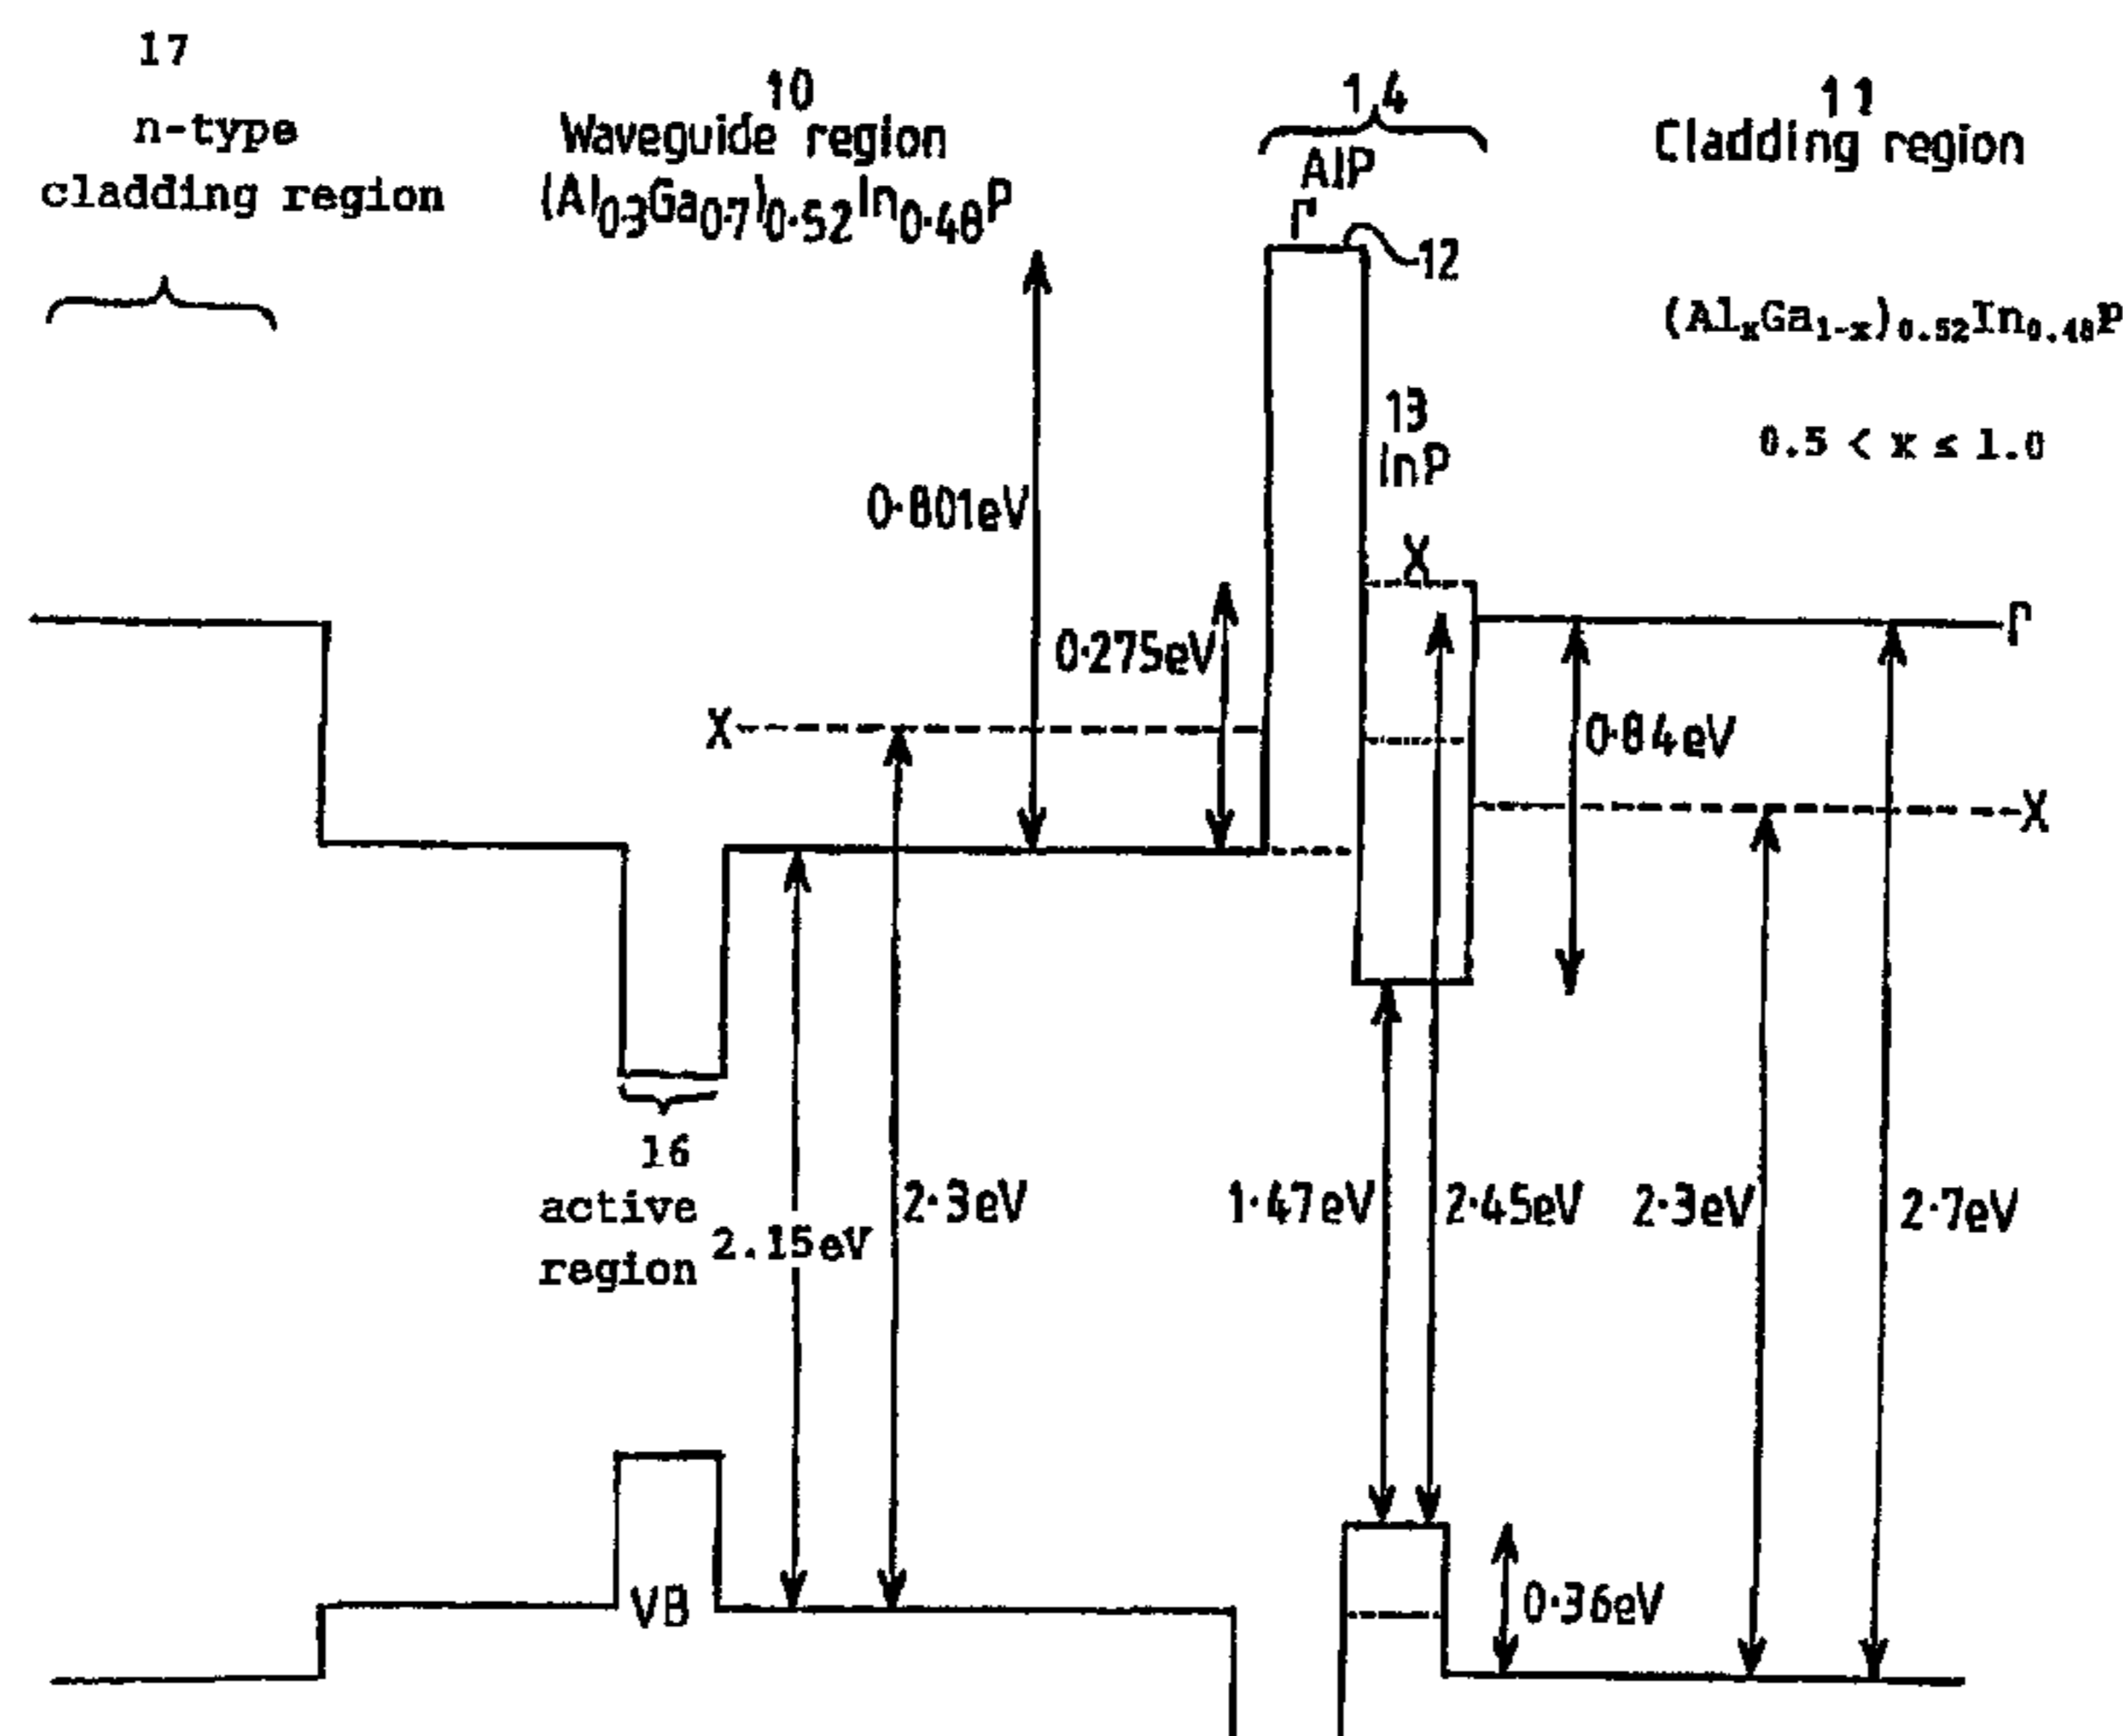 17
n-type
cladding region
10
Waveguide region
(Al0.3Ga0.7)0.52In0.48P
14
AlP
Γ
12
11
Cladding region
(AlxGa1-x)0.52In0.48P
0.5 < x ≤ 1.0
13
InP
X
0.801eV
0.275eV
Γ
X
0.84eV
X
16
active
region
2.15eV
2.3eV
1.47eV
2.45eV
2.3eV
2.7eV
VB
0.36eV